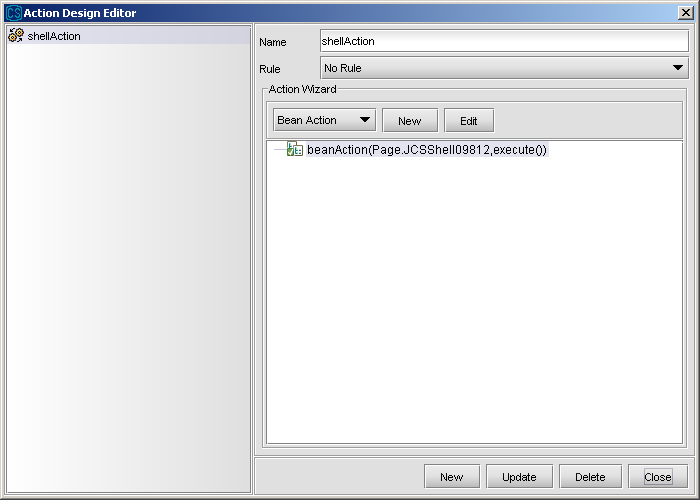 CS Action Design Editor
shellAction
Name shellAction
Rule No Rule
Action Wizard
Bean Action New Edit
beanAction(Page.JCSShell09812,execute())
New Update Delete Close